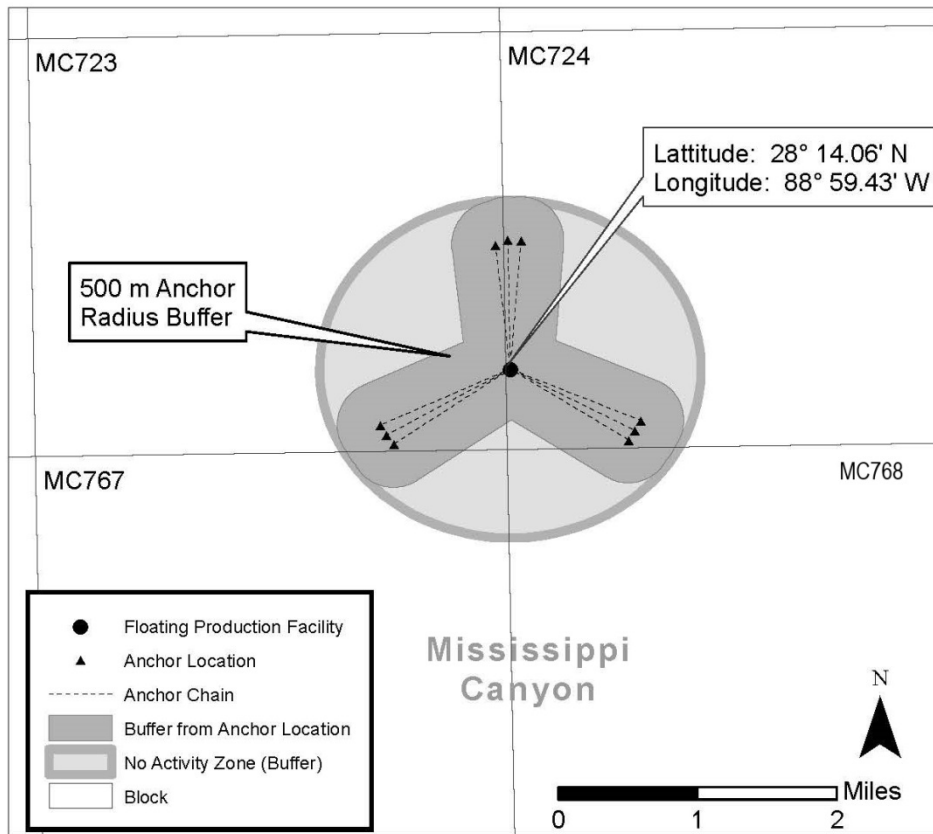 MC723
MC724
Lattitude: 28° 14.06' N
Longitude: 88° 59.43' W
500 m Anchor
Radius Buffer
MC767
MC768
Mississippi
Canyon
Floating Production Facility
Anchor Location
Anchor Chain
Buffer from Anchor Location
No Activity Zone (Buffer)
Block
N
Miles
0 1 2